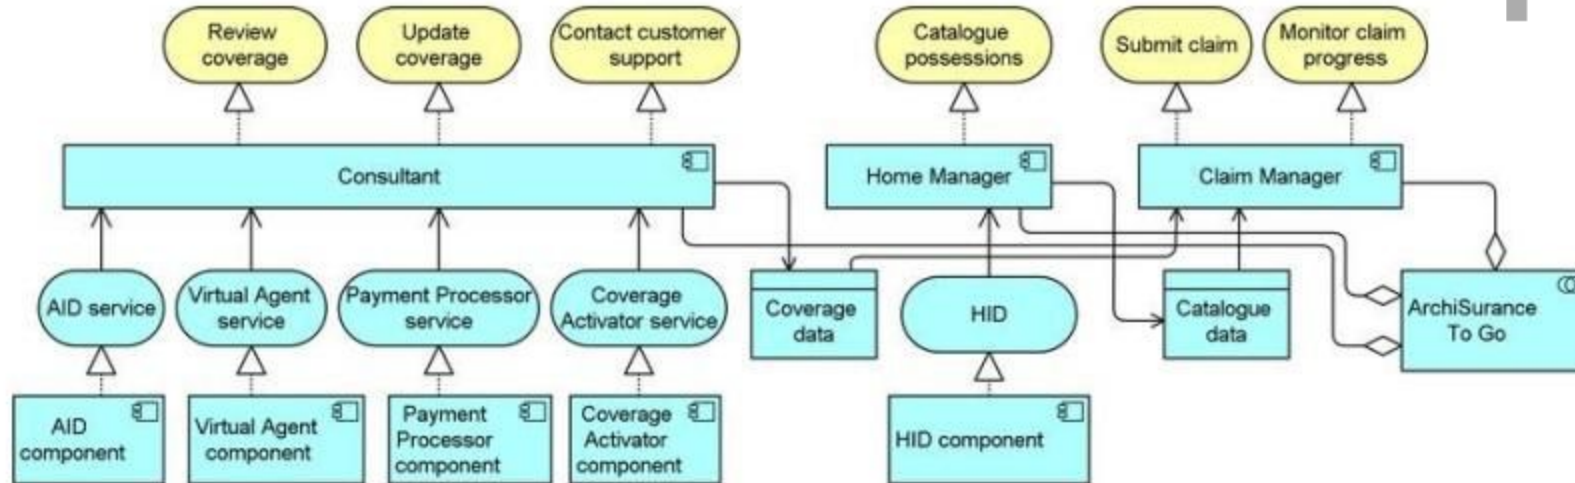 Review
coverage
Update
coverage
Contact customer
support
Catalogue
possessions
Submit claim
Monitor claim
progress
Consultant
Home Manager
Claim Manager
AID service
Virtual Agent
service
Payment Processor
service
Coverage
Activator service
Coverage
data
HID
Catalogue
data
ArchiSurance
To Go
AID
component
Virtual Agent
component
Payment
Processor
component
Coverage
Activator
component
HID component